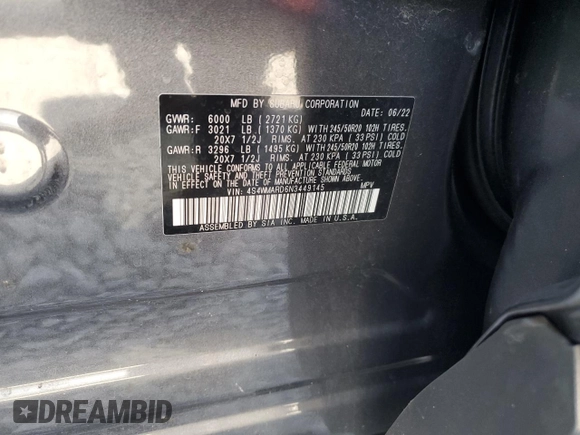 MFD BY SUBARU CORPORATION
GVWR: 6000 LB (2721 KG) DATE: 06/22
GAWR:F 3021 LB (1370 KG) WITH 245/50R20 102H TIRES,
20X7 1/2J RIMS, AT 230 KPA (33 PSI) COLD
GAWR:R 3296 LB (1495 KG) WITH 245/50R20 102H TIRES,
20X7 1/2J RIMS, AT 230 KPA (33 PSI) COLD
THIS VEHICLE CONFORMS TO ALL APPLICABLE FEDERAL MOTOR
VEHICLE SAFETY AND THEFT PREVENTION STANDARDS
IN EFFECT ON THE DATE OF MANUFACTURE SHOWN ABOVE.
VIN: 4S4WMARD6N3449145 MPV
ASSEMBLED BY SIA INC. MADE IN U.S.A.
DREAMBID